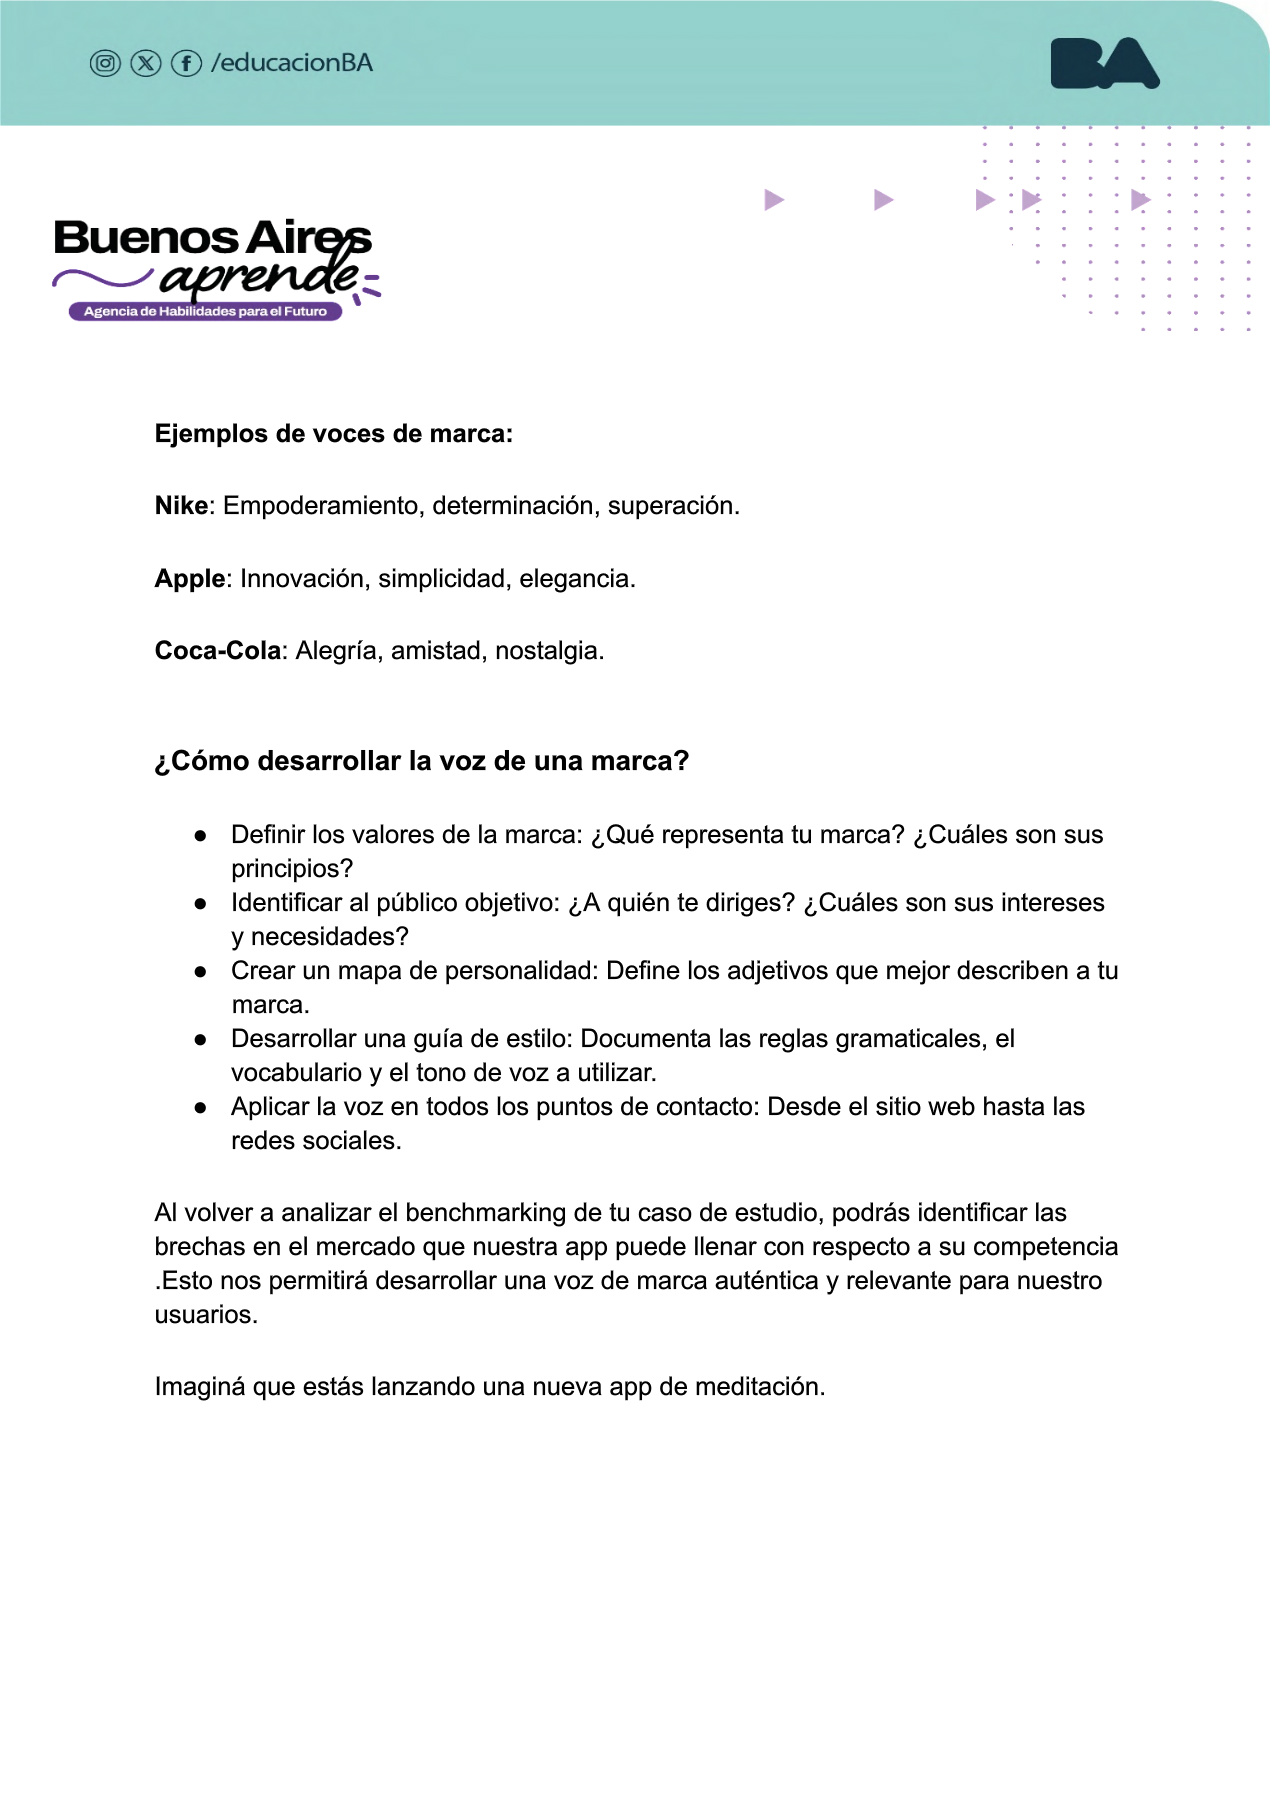 /educacionBA
BA
Buenos Aires
aprende
Agencia de Habilidades para el Futuro
Ejemplos de voces de marca:
Nike: Empoderamiento, determinación, superación.
Apple: Innovación, simplicidad, elegancia.
Coca-Cola: Alegría, amistad, nostalgia.
¿Cómo desarrollar la voz de una marca?
● Definir los valores de la marca: ¿Qué representa tu marca? ¿Cuáles son sus
principios?
● Identificar al público objetivo: ¿A quién te diriges? ¿Cuáles son sus intereses
y necesidades?
● Crear un mapa de personalidad: Define los adjetivos que mejor describen a tu
marca.
● Desarrollar una guía de estilo: Documenta las reglas gramaticales, el
vocabulario y el tono de voz a utilizar.
● Aplicar la voz en todos los puntos de contacto: Desde el sitio web hasta las
redes sociales.
Al volver a analizar el benchmarking de tu caso de estudio, podrás identificar las
brechas en el mercado que nuestra app puede llenar con respecto a su competencia
.Esto nos permitirá desarrollar una voz de marca auténtica y relevante para nuestro
usuarios.
Imaginá que estás lanzando una nueva app de meditación.